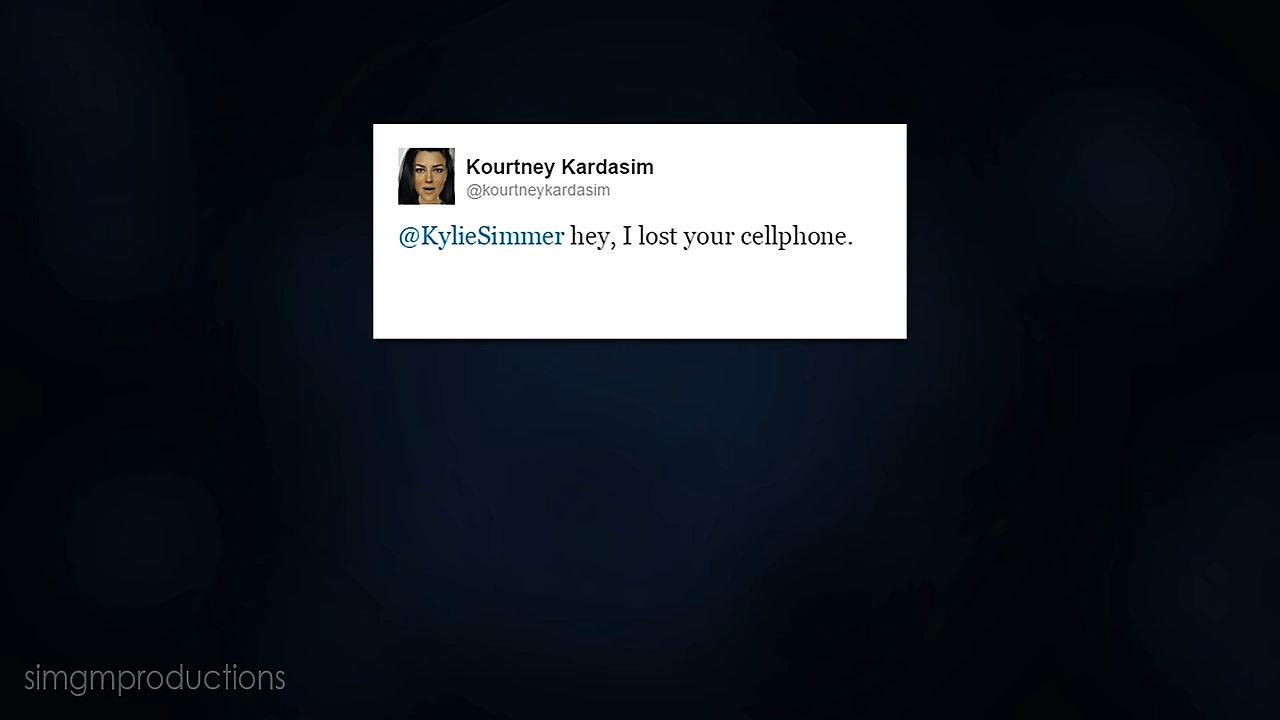 Kourtney Kardasim
@kourtneykardasim
@KylieSimmer hey, I lost your cellphone.
simgmproductions